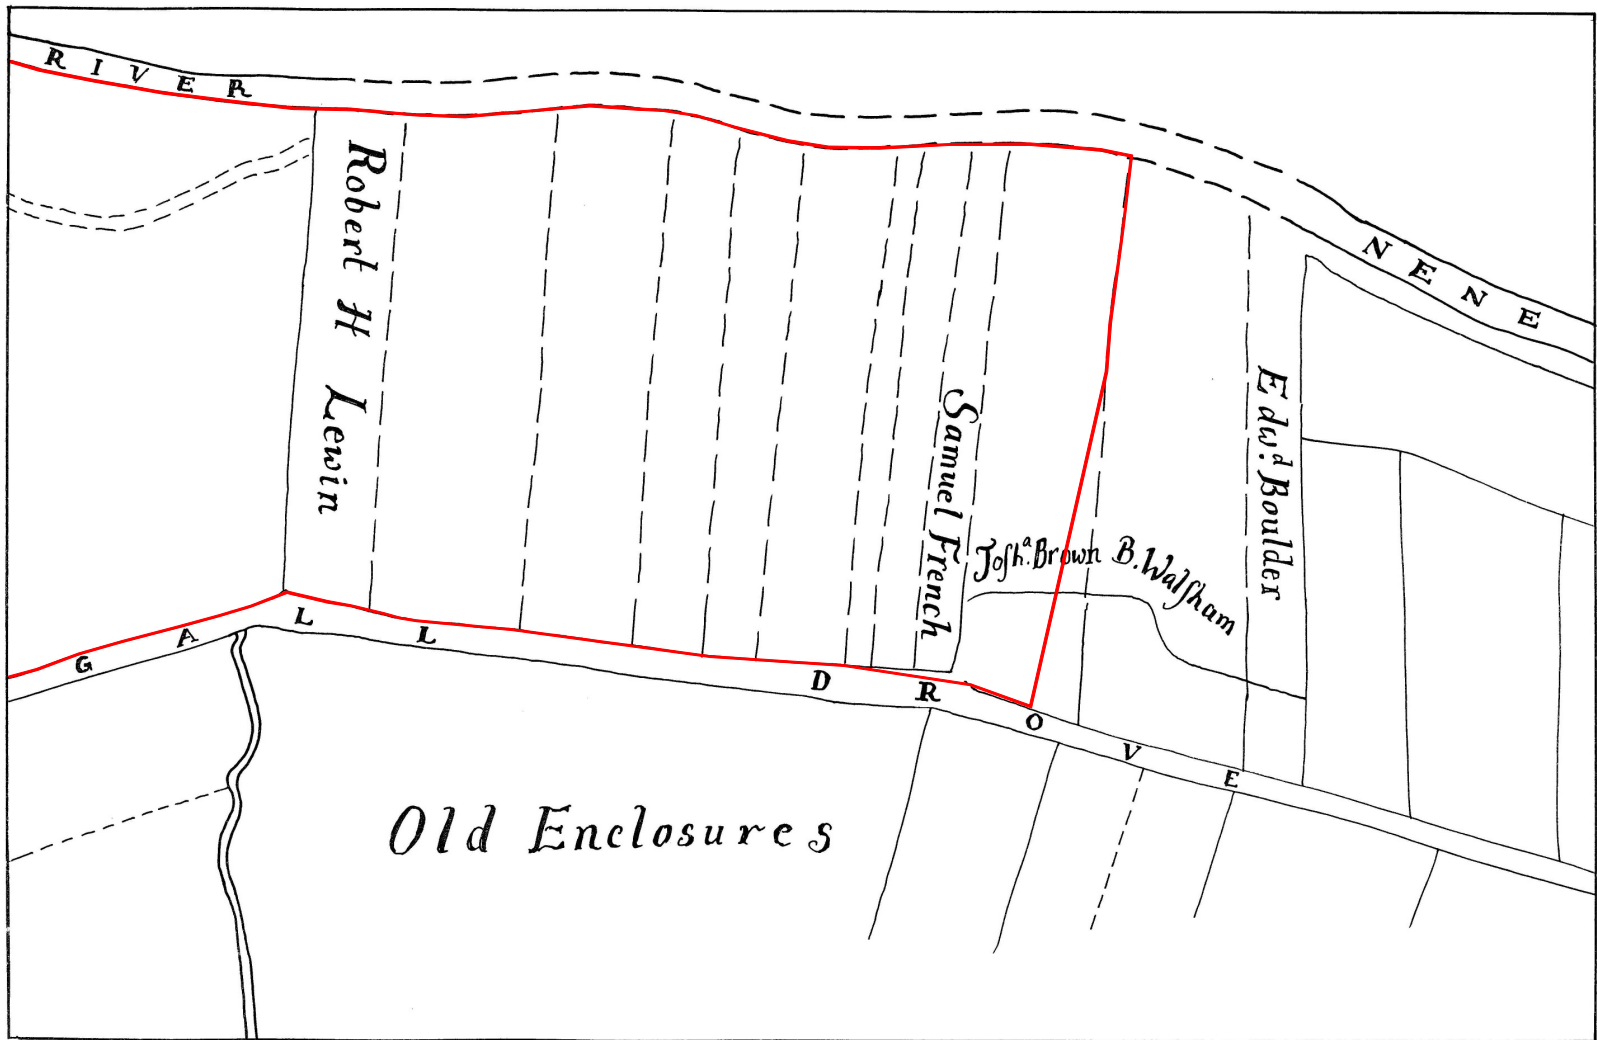 RIVER
NENE
Robert H Lewin
Samuel French
Joſhᵃ. Brown
B. Walſham
Edwᵈ. Boulder
GALL DROVE
Old Enclosures